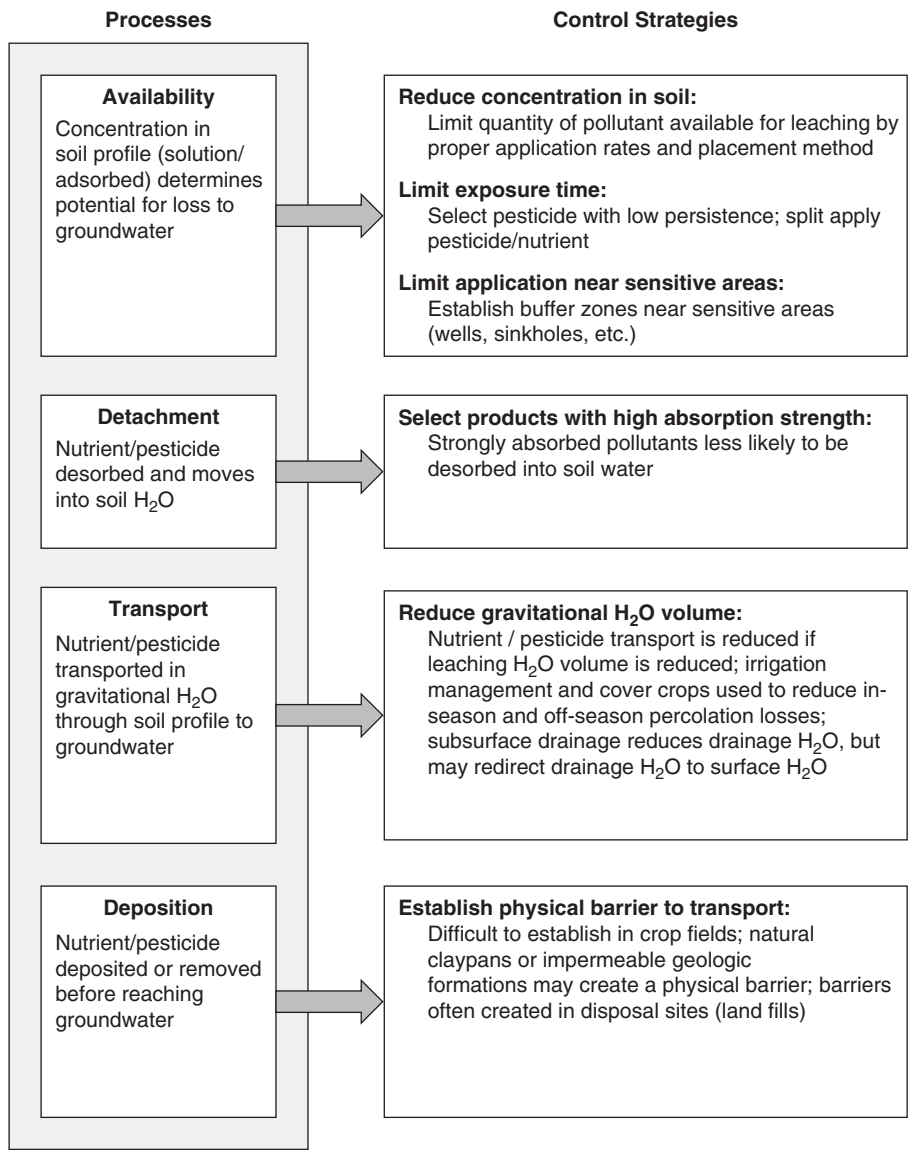 Processes
Control Strategies
Availability
Concentration in
soil profile (solution/
adsorbed) determines
potential for loss to
groundwater
Reduce concentration in soil:
Limit quantity of pollutant available for leaching by
proper application rates and placement method
Limit exposure time:
Select pesticide with low persistence; split apply
pesticide/nutrient
Limit application near sensitive areas:
Establish buffer zones near sensitive areas
(wells, sinkholes, etc.)
Detachment
Nutrient/pesticide
desorbed and moves
into soil H₂O
Select products with high absorption strength:
Strongly absorbed pollutants less likely to be
desorbed into soil water
Transport
Nutrient/pesticide
transported in
gravitational H₂O
through soil profile to
groundwater
Reduce gravitational H₂O volume:
Nutrient / pesticide transport is reduced if
leaching H₂O volume is reduced; irrigation
management and cover crops used to reduce in-
season and off-season percolation losses;
subsurface drainage reduces drainage H₂O, but
may redirect drainage H₂O to surface H₂O
Deposition
Nutrient/pesticide
deposited or removed
before reaching
groundwater
Establish physical barrier to transport:
Difficult to establish in crop fields; natural
claypans or impermeable geologic
formations may create a physical barrier; barriers
often created in disposal sites (land fills)